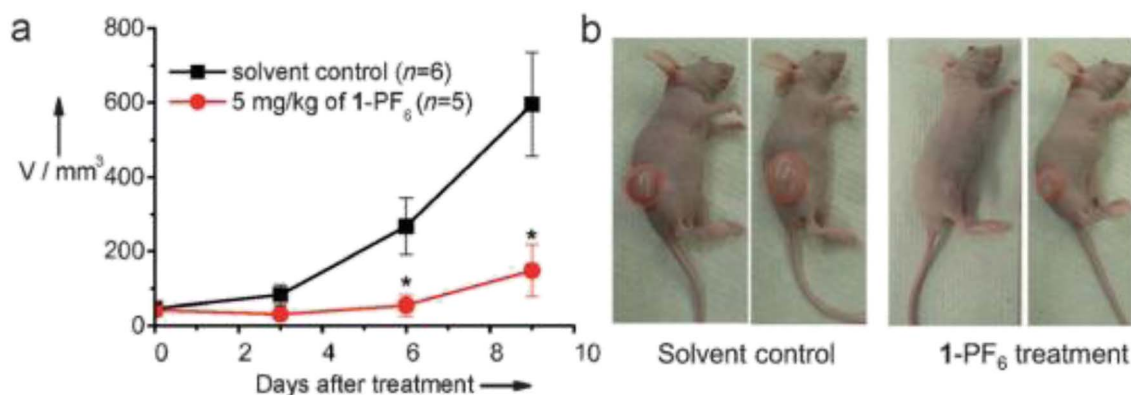 a
800
600
400
200
0
V / mm³
solvent control (n=6)
5 mg/kg of 1-PF₆ (n=5)
*
*
0 2 4 6 8 10
Days after treatment
b
Solvent control
1-PF₆ treatment